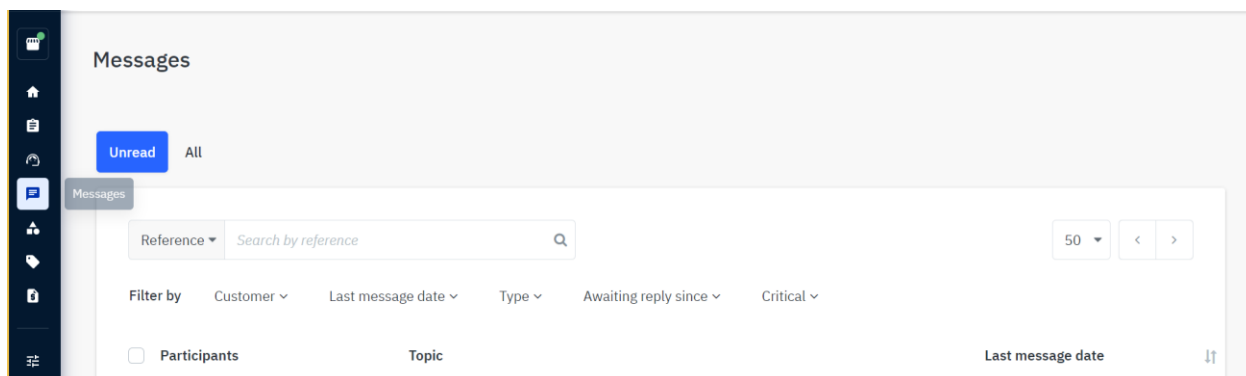 Messages
Unread All
Messages
Reference Search by reference 50 < >
Filter by Customer Last message date Type Awaiting reply since Critical
Participants Topic Last message date